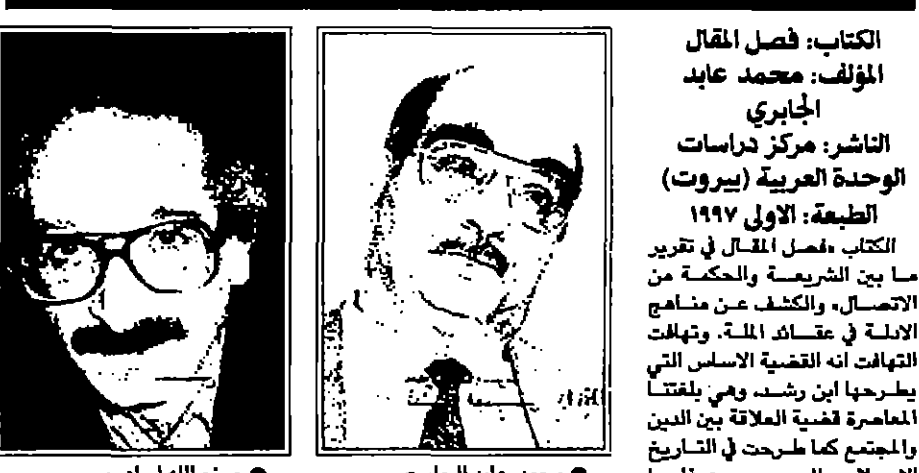 الكتاب: فصل المقال
المؤلف: محمد عابد
الجابري
الناشر: مركز دراسات
الوحدة العربية (بيروت)
الطبعة: الاولى ١٩٩٧
الكتاب «فصل المقال في تقرير
ما بين الشريعة والحكمة من
الاتصال» والكشف عن مناهج
الادلة في عقائد الملة، وتهافت
التهافت انه القضية الاساس التي
يطرحها ابن رشد، وهي بلغتنا
المعاصرة قضية العلاقة بين الدين
والمجتمع كما طرحت في التاريخ